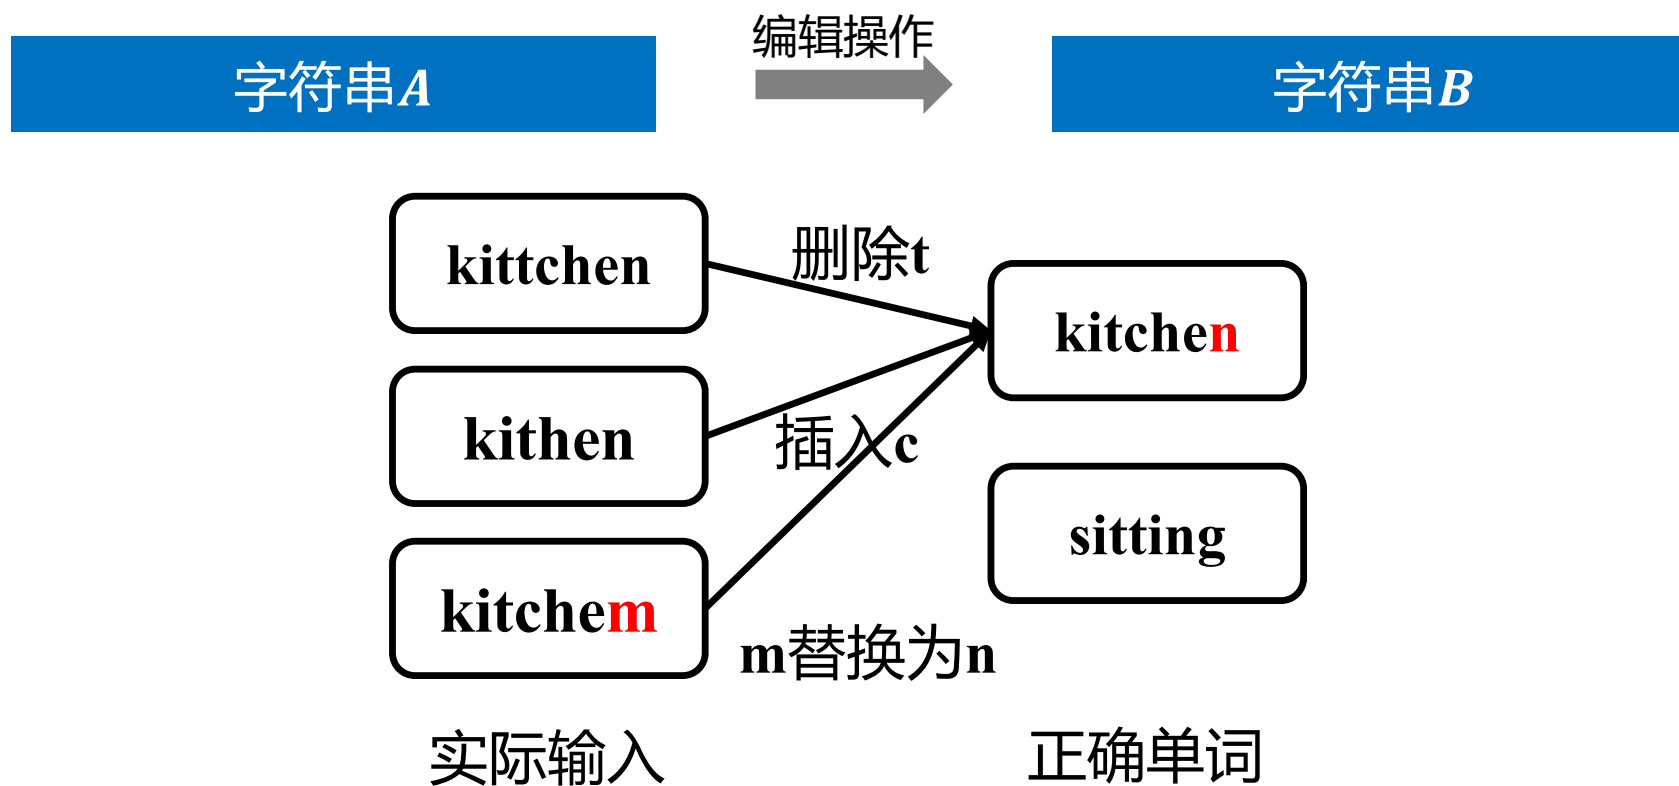 编辑操作
字符串A
字符串B
kittchen
删除t
kitchen
kithen
插入c
sitting
kitchem
m替换为n
实际输入
正确单词